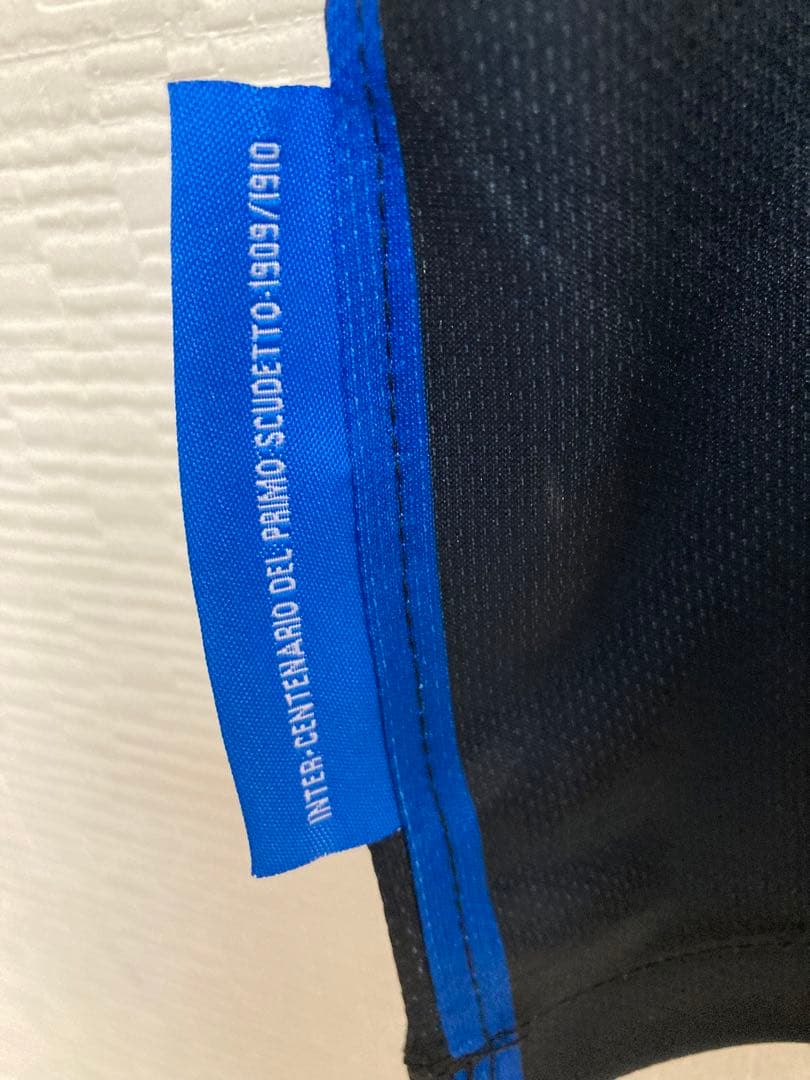 INTER·CENTENARIO DEL PRIMO SCUDETTO·1909/1910